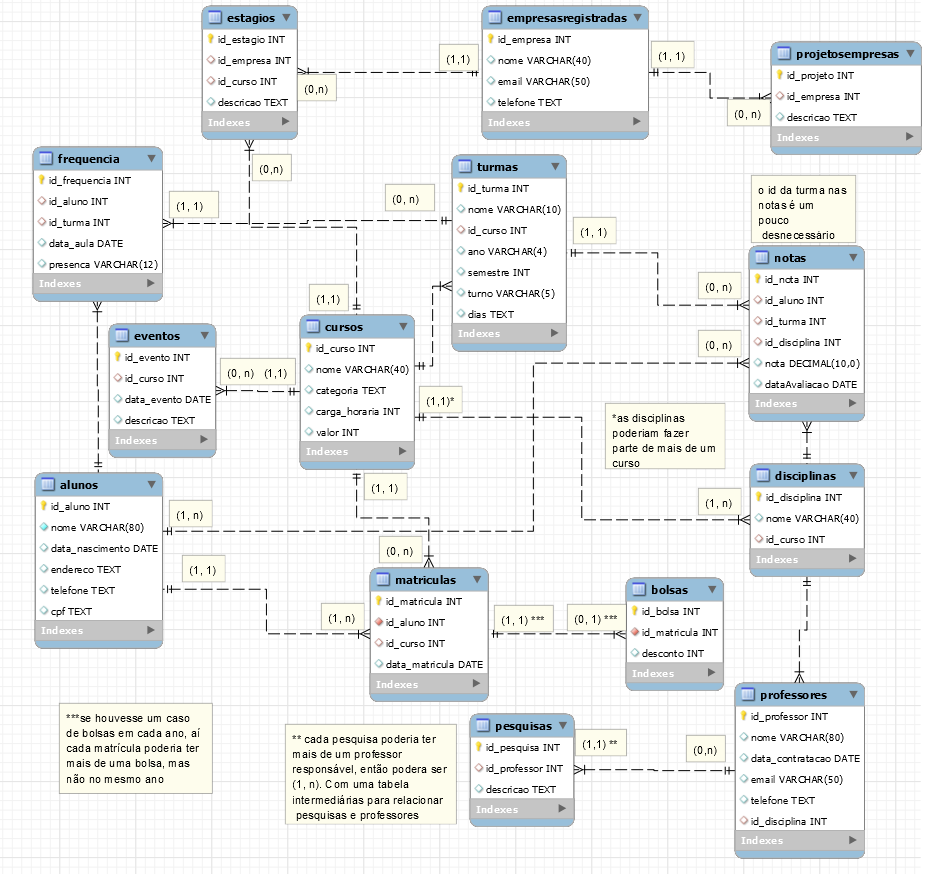 estagios
id_estagio INT
id_empresa INT
id_curso INT
descricao TEXT
Indexes
(0,n)
(0,n)
(1,1)
empresasregistradas
id_empresa INT
nome VARCHAR(40)
email VARCHAR(50)
telefone TEXT
Indexes
(1, 1)
(0, n)
projetosempresas
id_projeto INT
id_empresa INT
descricao TEXT
Indexes
frequencia
id_frequencia INT
id_aluno INT
id_turma INT
data_aula DATE
presenca VARCHAR(12)
Indexes
(1, 1)
(0, n)
turmas
id_turma INT
nome VARCHAR(10)
id_curso INT
ano VARCHAR(4)
semestre INT
turno VARCHAR(5)
dias TEXT
Indexes
(1, 1)
o id da turma nas
notas é um
pouco
desnecessário
(0, n)
(0, n)
notas
id_nota INT
id_aluno INT
id_turma INT
id_disciplina INT
nota DECIMAL(10,0)
dataAvaliacao DATE
Indexes
eventos
id_evento INT
id_curso INT
data_evento DATE
descricao TEXT
Indexes
(0, n) (1,1)
(1,1)
cursos
id_curso INT
nome VARCHAR(40)
categoria TEXT
carga_horaria INT
valor INT
Indexes
(1,1)*
(1, 1)
*as disciplinas
poderiam fazer
parte de mais de um
curso
(1, n)
disciplinas
id_disciplina INT
nome VARCHAR(40)
id_curso INT
Indexes
alunos
id_aluno INT
nome VARCHAR(80)
data_nascimento DATE
endereco TEXT
telefone TEXT
cpf TEXT
Indexes
(1, n)
(1, 1)
(0, n)
(1, n)
matriculas
id_matricula INT
id_aluno INT
id_curso INT
data_matricula DATE
Indexes
(1, 1) ***
(0, 1) ***
bolsas
id_bolsa INT
id_matricula INT
desconto INT
Indexes
***se houvesse um caso
de bolsas em cada ano, aí
cada matrícula poderia ter
mais de uma bolsa, mas
não no mesmo ano
** cada pesquisa poderia ter
mais de um professor
responsável, então podera ser
(1, n). Com uma tabela
intermediárias para relacionar
pesquisas e professores
pesquisas
id_pesquisa INT
id_professor INT
descricao TEXT
Indexes
(1,1) **
(0,n)
professores
id_professor INT
nome VARCHAR(80)
data_contratacao DATE
email VARCHAR(50)
telefone TEXT
id_disciplina INT
Indexes